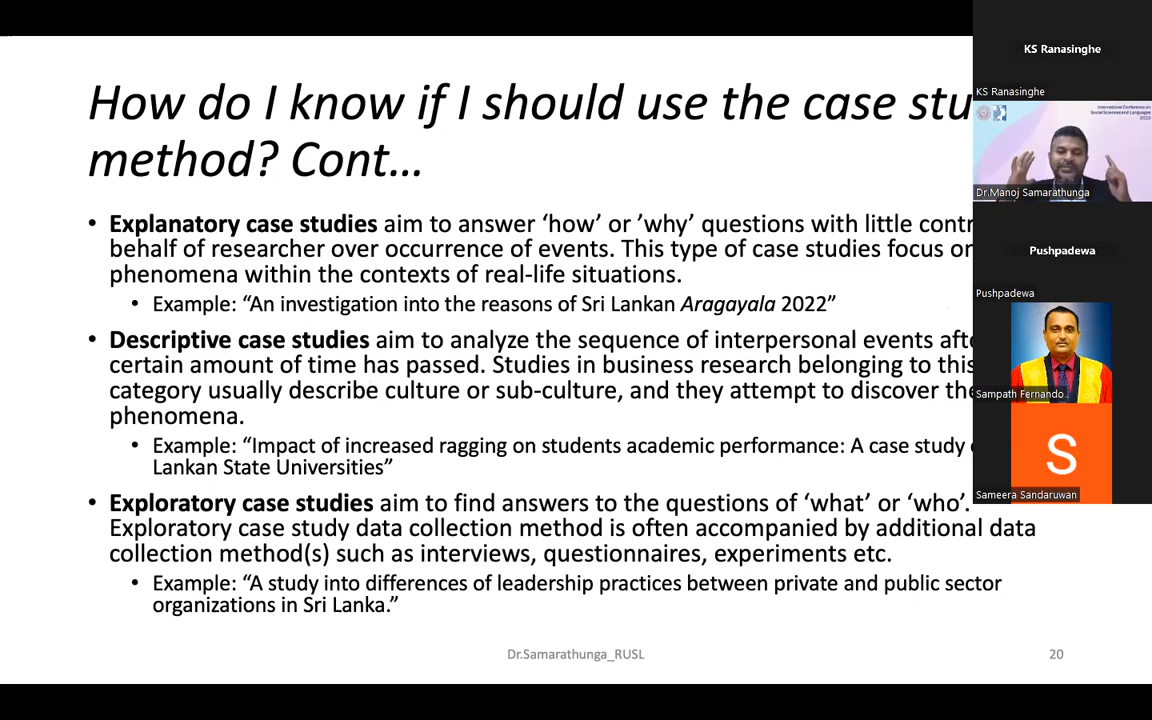 How do I know if I should use the case stu
method? Cont…
• Explanatory case studies aim to answer ‘how’ or ’why’ questions with little contr
behalf of researcher over occurrence of events. This type of case studies focus on
phenomena within the contexts of real-life situations.
• Example: “An investigation into the reasons of Sri Lankan Aragayala 2022”
• Descriptive case studies aim to analyze the sequence of interpersonal events afte
certain amount of time has passed. Studies in business research belonging to this
category usually describe culture or sub-culture, and they attempt to discover the
phenomena.
• Example: “Impact of increased ragging on students academic performance: A case study
Lankan State Universities”
• Exploratory case studies aim to find answers to the questions of ‘what’ or ‘who’.
Exploratory case study data collection method is often accompanied by additional data
collection method(s) such as interviews, questionnaires, experiments etc.
• Example: “A study into differences of leadership practices between private and public sector
organizations in Sri Lanka.”
Dr.Samarathunga_RUSL
20
KS Ranasinghe
KS Ranasinghe
International Conference on
Social Sciences and Languages
2023
Dr.Manoj Samarathunga
Pushpadewa
Pushpadewa
Sampath Fernando
S
Sameera Sandaruwan